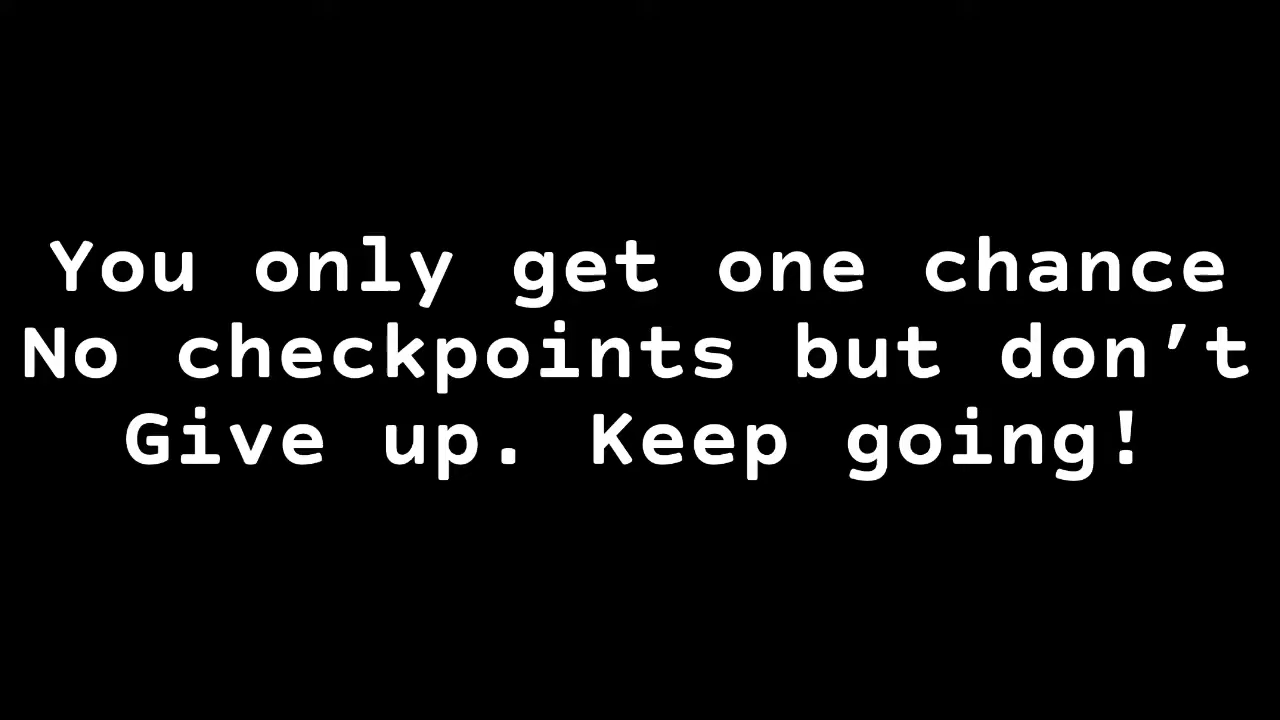 You only get one chance
No checkpoints but don’t
Give up. Keep going!